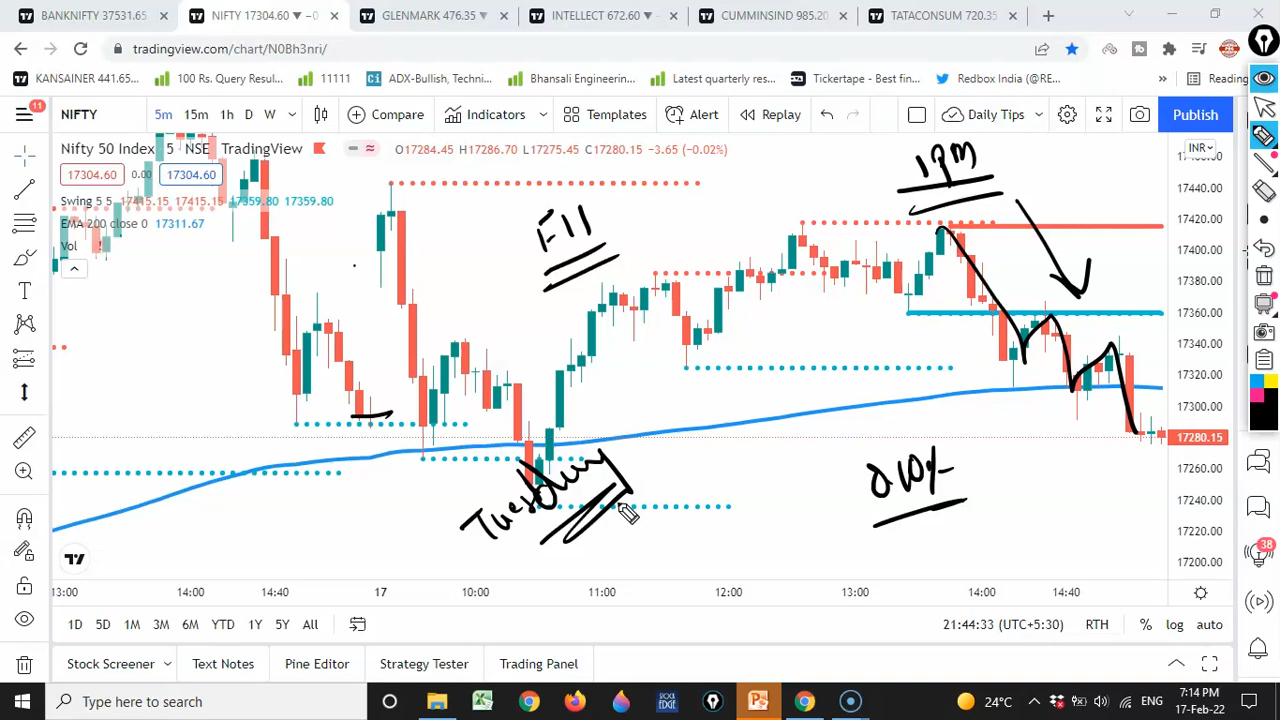 BANKNIFTY 37531.65
NIFTY 17304.60 ▼ −0
GLENMARK 476.35
INTELLECT 672.60
CUMMINSIND 985.20
TATACONSUM 720.35
tradingview.com/chart/N0Bh3nri/
KANSAINER 441.65...
100 Rs. Query Resul...
11111
ADX-Bullish, Techni...
Bhansali Engineerin...
Latest quarterly res...
Tickertape - Best fin...
Redbox India (@RE...
Reading
11
NIFTY
5m 15m 1h D W
Compare
Indicators
Templates
Alert
Replay
Daily Tips
Publish
Nifty 50 Index 5 NSE TradingView
O17284.45 H17286.70 L17275.45 C17280.15 −3.65 (−0.02%)
INR
17304.60 0.00 17304.60
Swing 5 5 17415.15 17415.15 17359.80 17359.80
EMA 200 close 0 17311.67
Vol
1PM
FII
Tuesday
17440.00
17420.00
17400.00
17380.00
17360.00
17340.00
17320.00
17300.00
17280.15
17260.00
17240.00
17220.00
17200.00
13:00 14:00 14:40 17 10:00 11:00 12:00 13:00 14:00 14:40
1D 5D 1M 3M 6M YTD 1Y 5Y All
21:44:33 (UTC+5:30)
RTH % log auto
38
Stock Screener
Text Notes
Pine Editor
Strategy Tester
Trading Panel
Type here to search
STOCK EDGE
24°C
ENG
7:14 PM
17-Feb-22